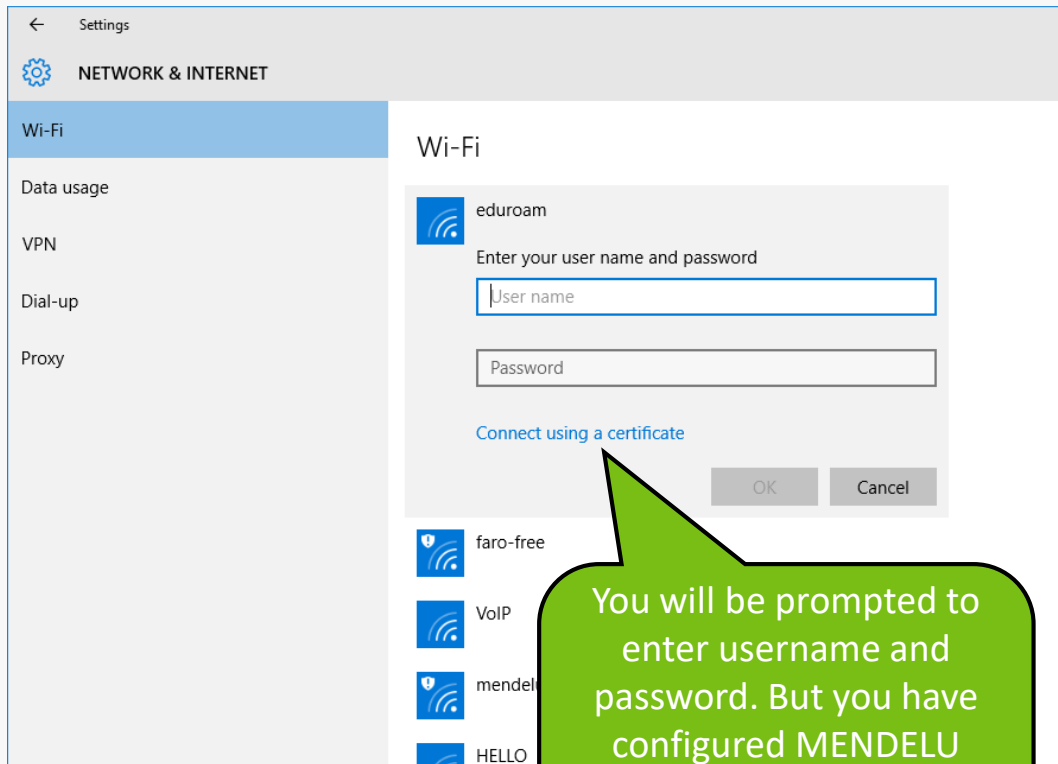 Settings
NETWORK & INTERNET
Wi-Fi
Data usage
VPN
Dial-up
Proxy
Wi-Fi
eduroam
Enter your user name and password
User name
Password
Connect using a certificate
OK Cancel
faro-free
VoIP
HELLO
You will be prompted to
enter username and
password. But you have
configured MENDELU